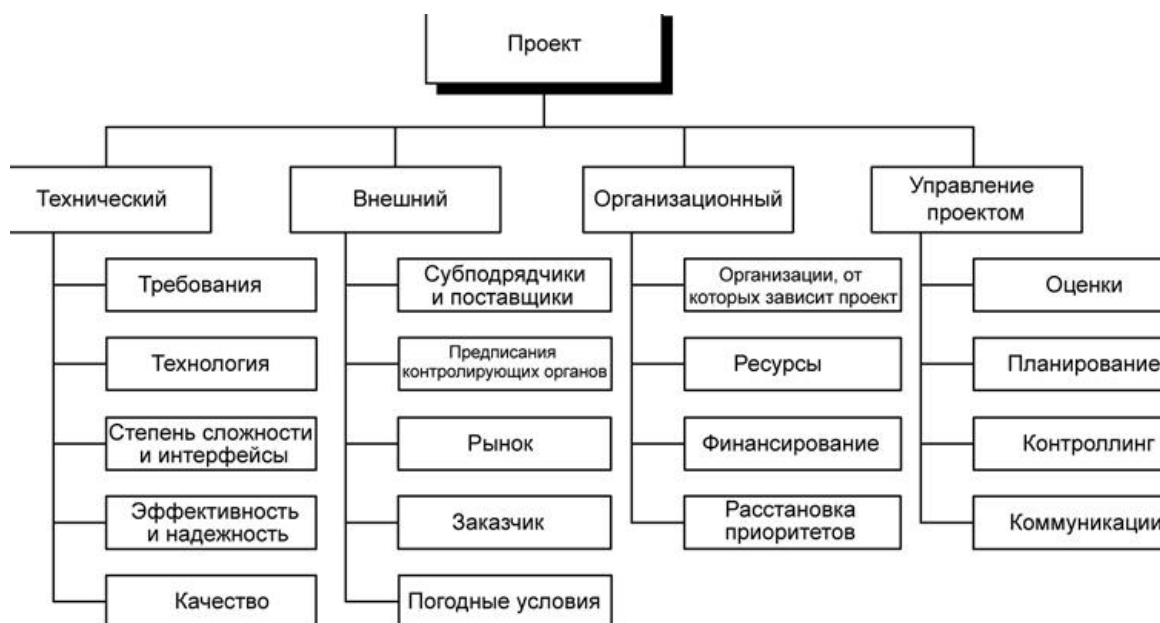 Проект
Технический
Внешний
Организационный
Управление
проектом
Требования
Субподрядчики
и поставщики
Организации, от
которых зависит проект
Оценки
Технология
Предписания
контролирующих органов
Ресурсы
Планирование
Степень сложности
и интерфейсы
Рынок
Финансирование
Контроллинг
Эффективность
и надежность
Заказчик
Расстановка
приоритетов
Коммуникации
Качество
Погодные условия